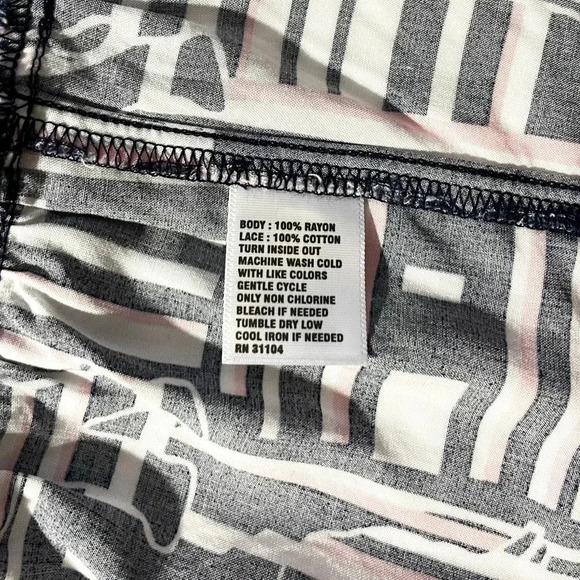 BODY : 100% RAYON
LACE : 100% COTTON
TURN INSIDE OUT
MACHINE WASH COLD
WITH LIKE COLORS
GENTLE CYCLE
ONLY NON CHLORINE
BLEACH IF NEEDED
TUMBLE DRY LOW
COOL IRON IF NEEDED
RN 31104